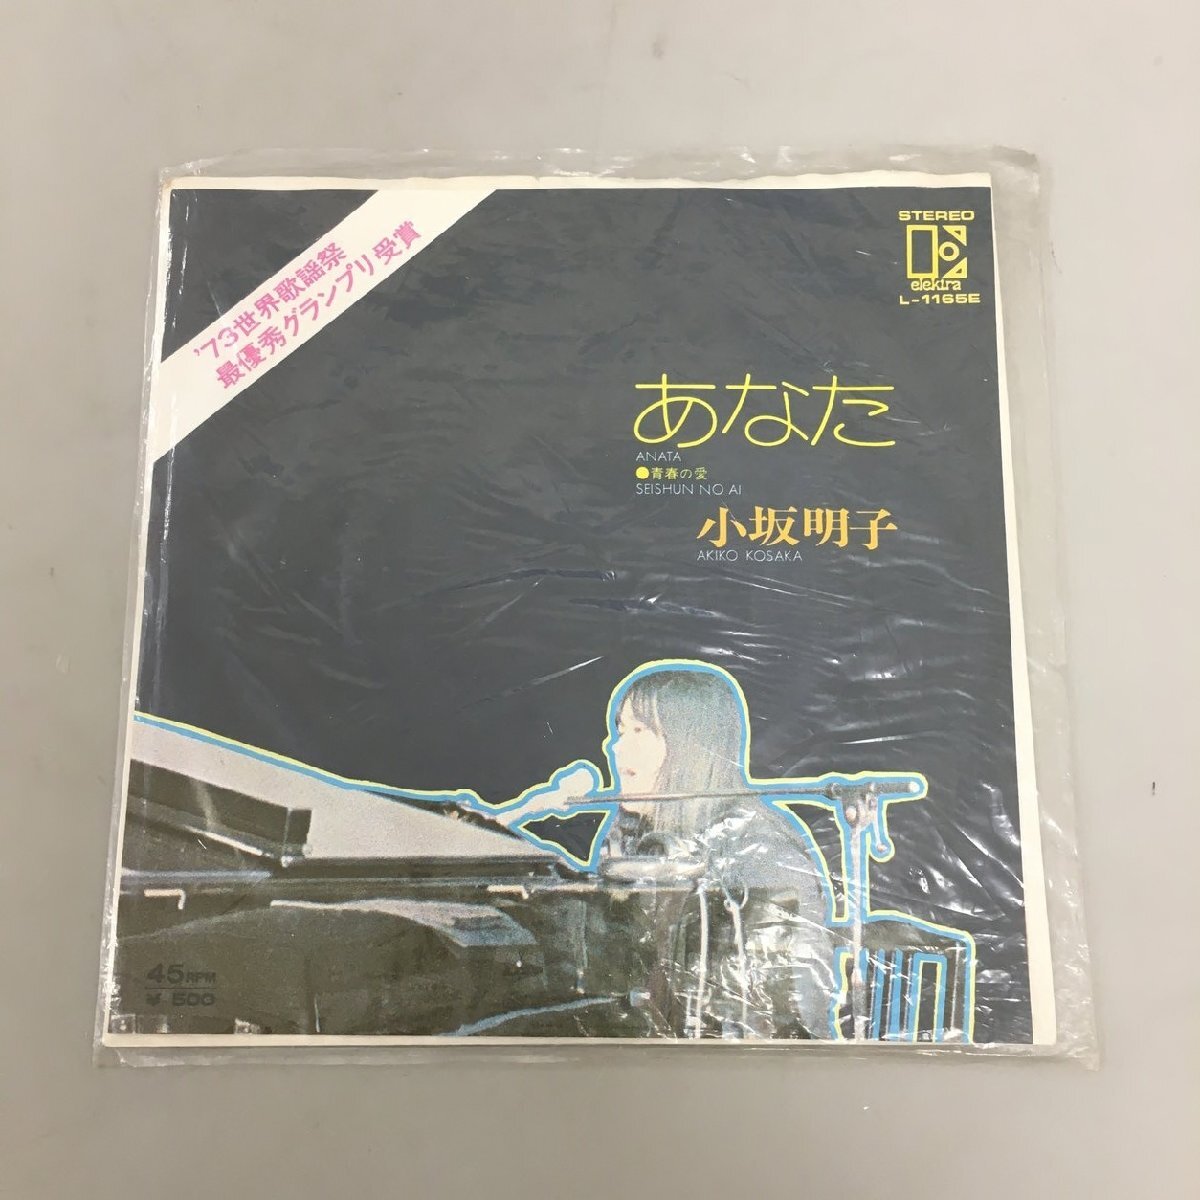 '73世界歌謡祭
最優秀グランプリ受賞
STEREO
elektra
L-1165E
あなた
ANATA
●青春の愛
SEISHUN NO AI
小坂明子
AKIKO KOSAKA
45RPM
¥500